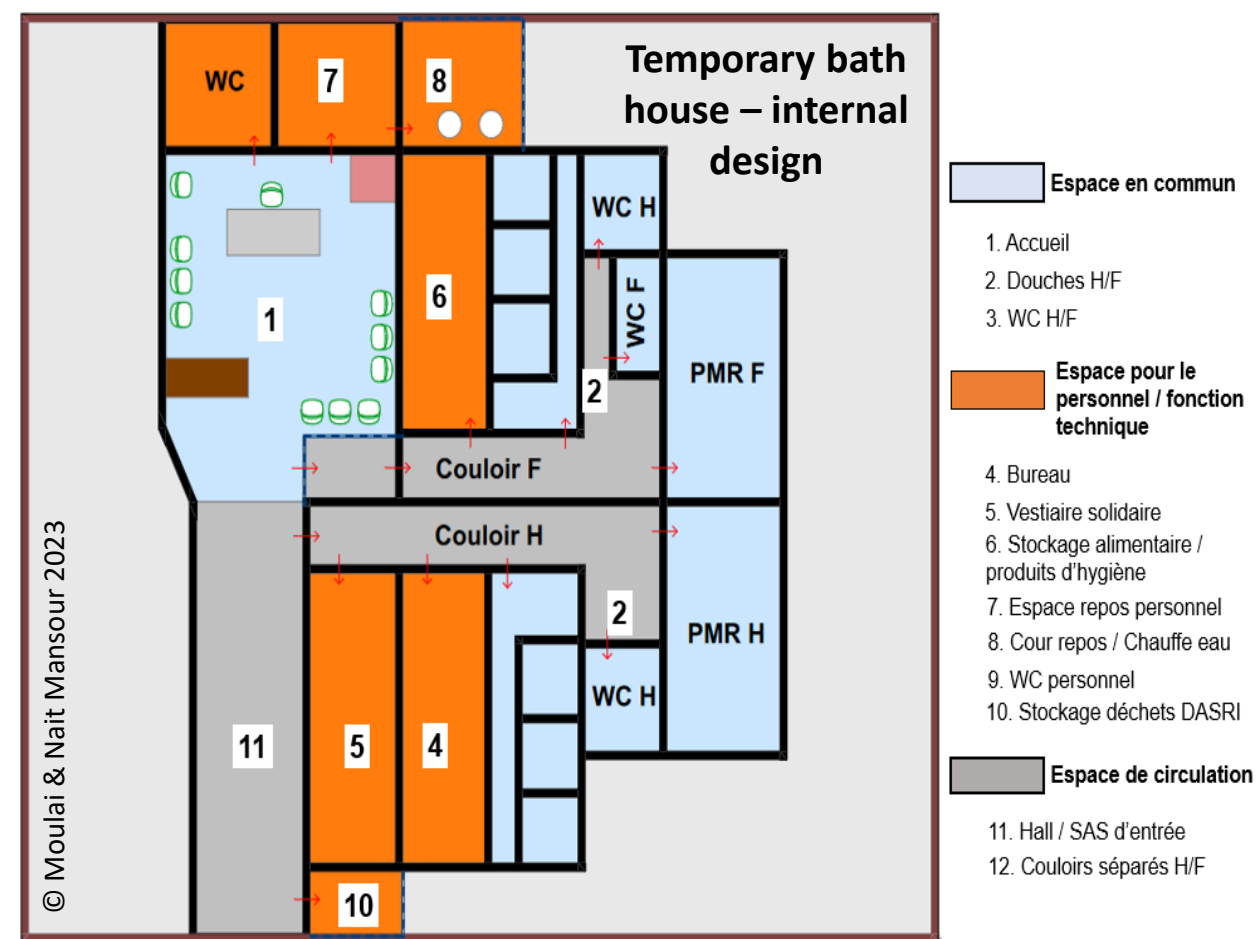 Temporary bath
house – internal
design
WC
7
8
WC H
6
WC F
1
PMR F
2
Couloir F
Couloir H
2
PMR H
WC H
11
5
4
10
© Moulai & Nait Mansour 2023
Espace en commun
1. Accueil
2. Douches H/F
3. WC H/F
Espace pour le
personnel / fonction
technique
4. Bureau
5. Vestiaire solidaire
6. Stockage alimentaire /
produits d'hygiène
7. Espace repos personnel
8. Cour repos / Chauffe eau
9. WC personnel
10. Stockage déchets DASRI
Espace de circulation
11. Hall / SAS d'entrée
12. Couloirs séparés H/F